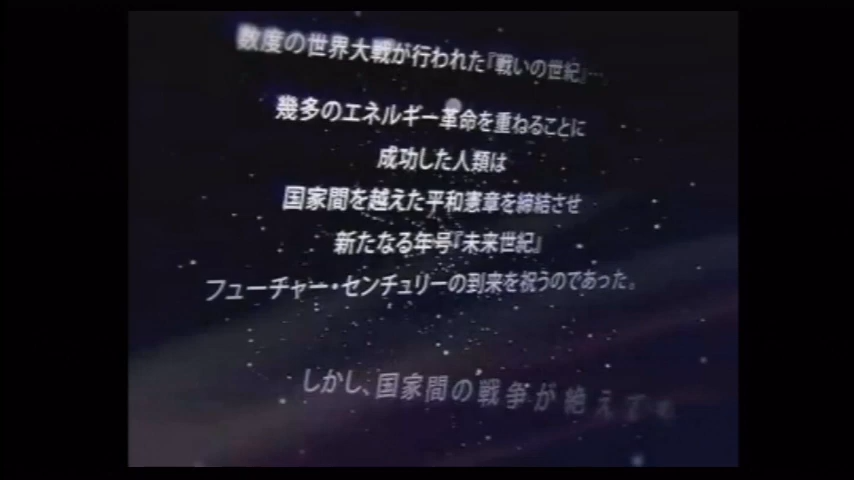 数度の世界大戦が行われた『戦いの世紀』…
幾多のエネルギー革命を重ねることに
成功した人類は
国家間を越えた平和憲章を締結させ
新たなる年号『未来世紀』
フューチャー・センチュリーの到来を祝うのであった。
しかし、国家間の戦争が絶えても